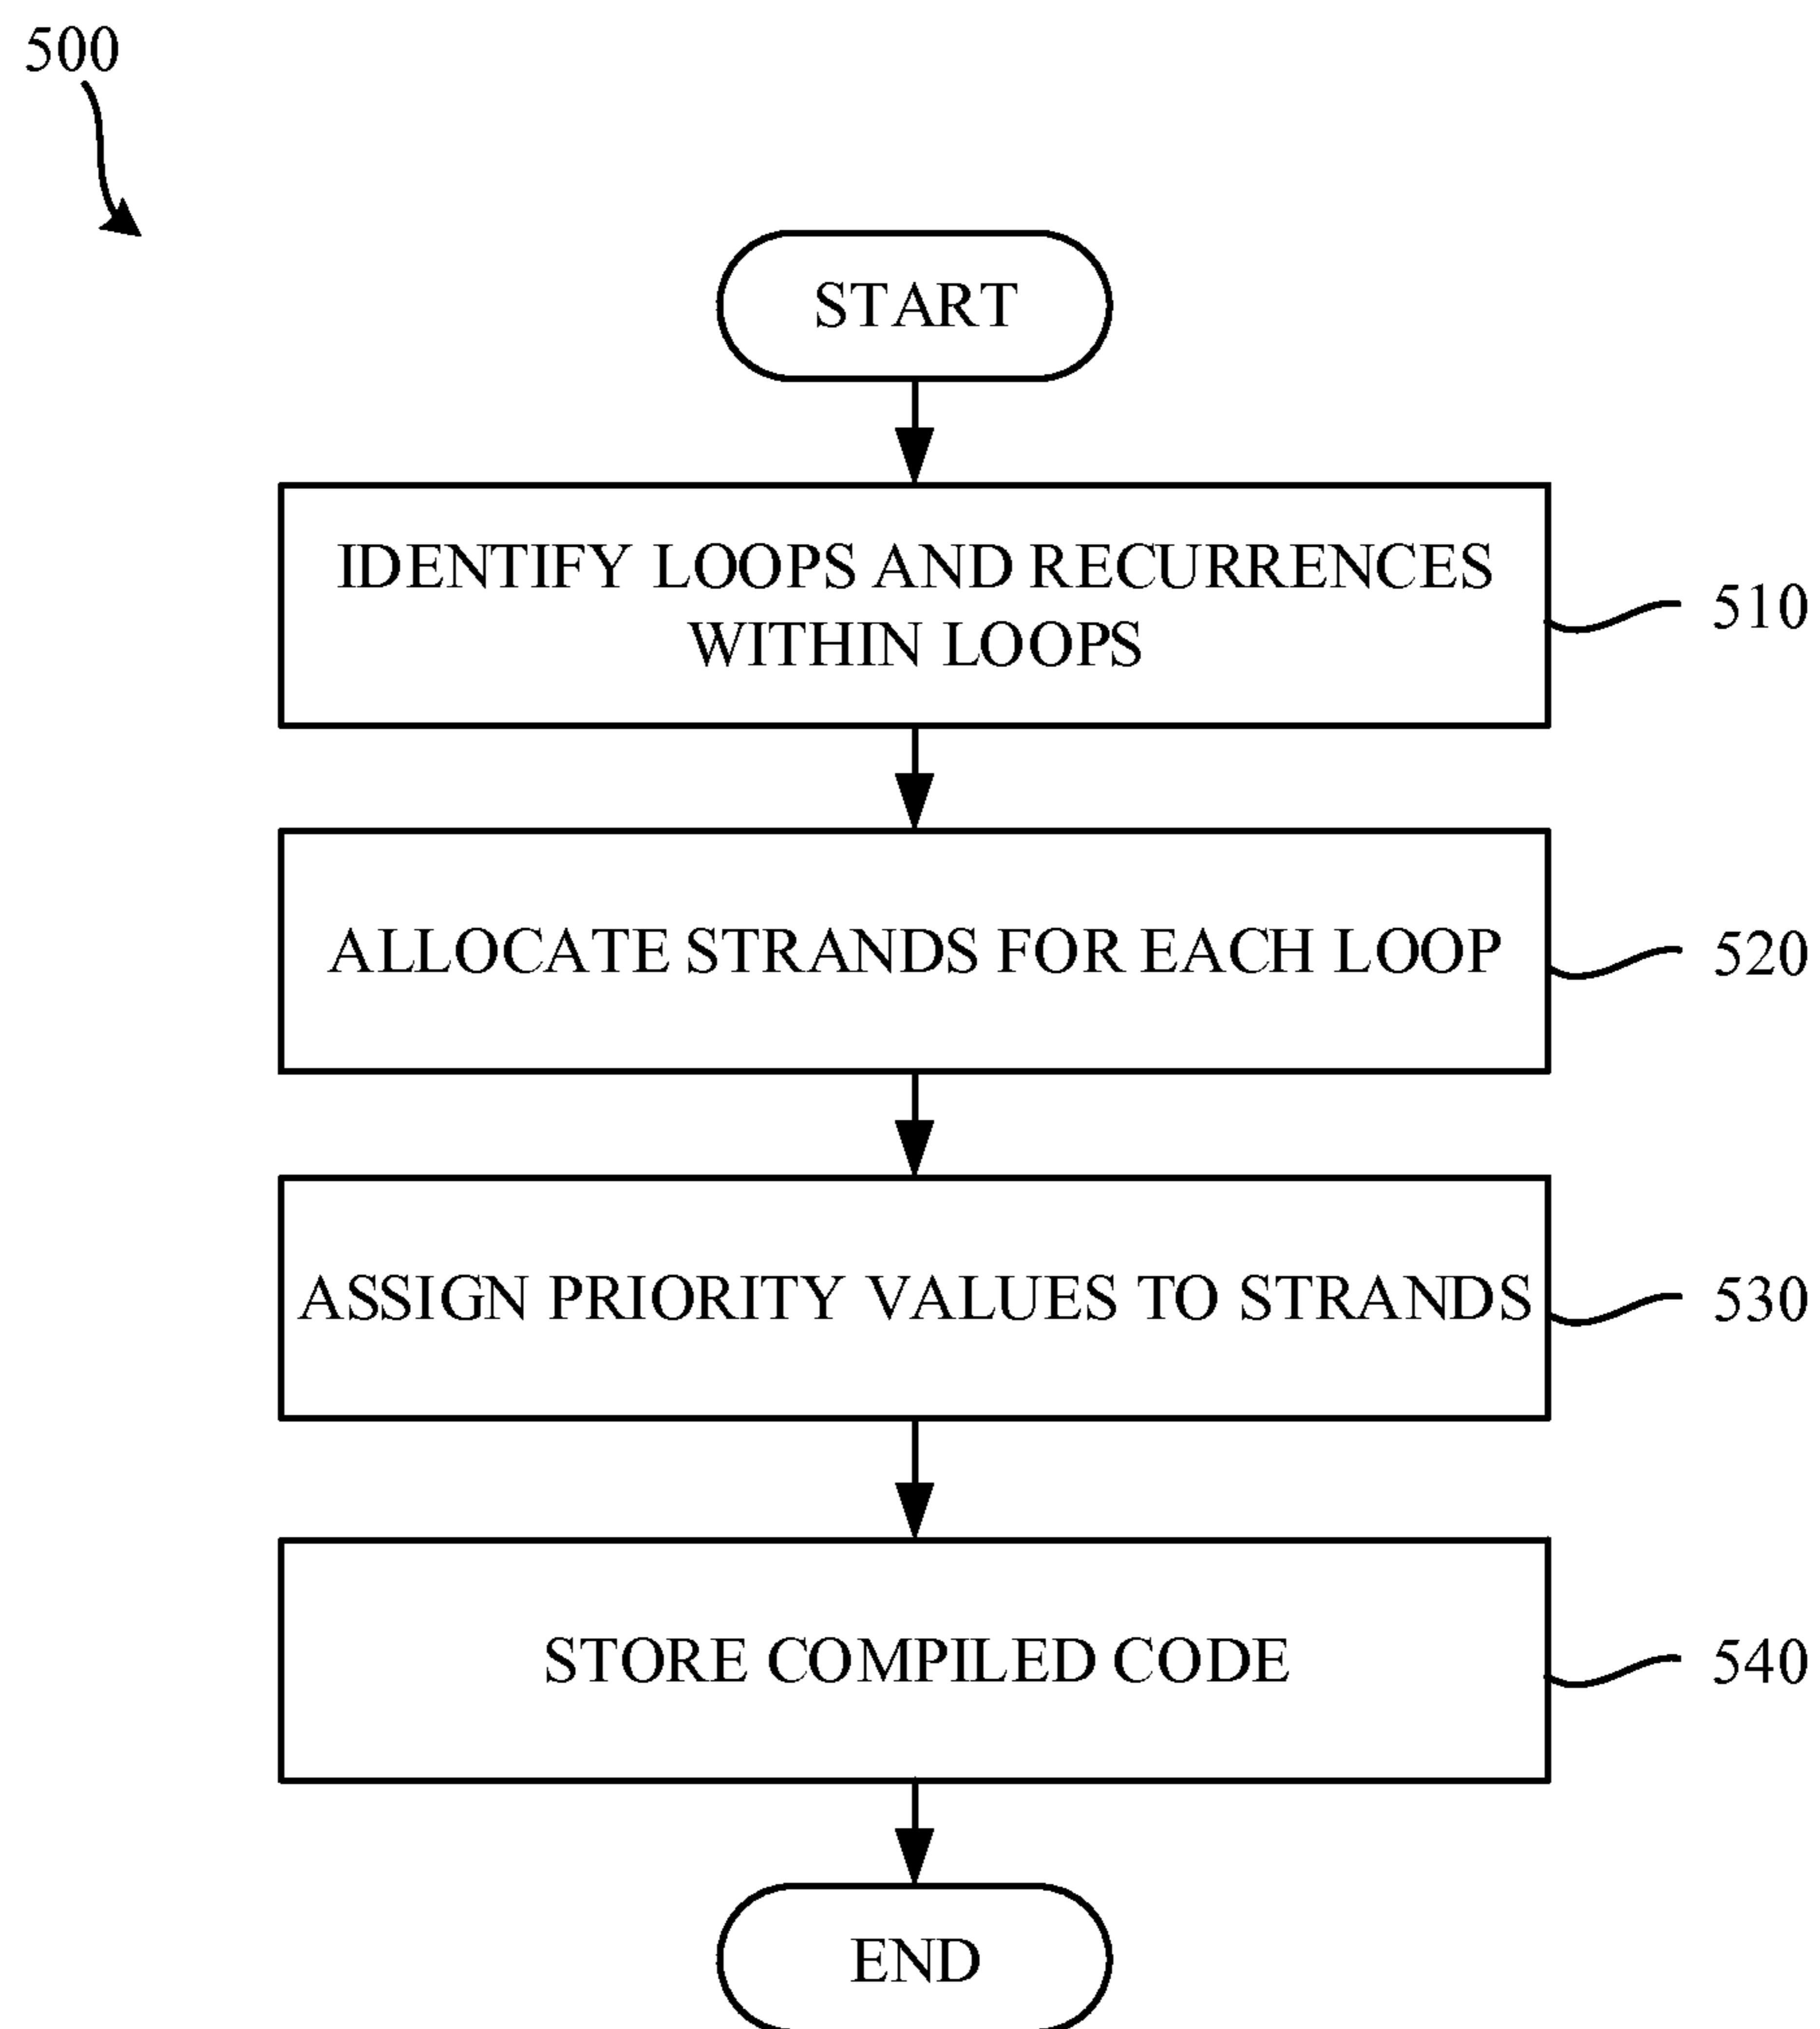 500
START
IDENTIFY LOOPS AND RECURRENCES
WITHIN LOOPS
510
ALLOCATE STRANDS FOR EACH LOOP
520
ASSIGN PRIORITY VALUES TO STRANDS
530
STORE COMPILED CODE
540
END